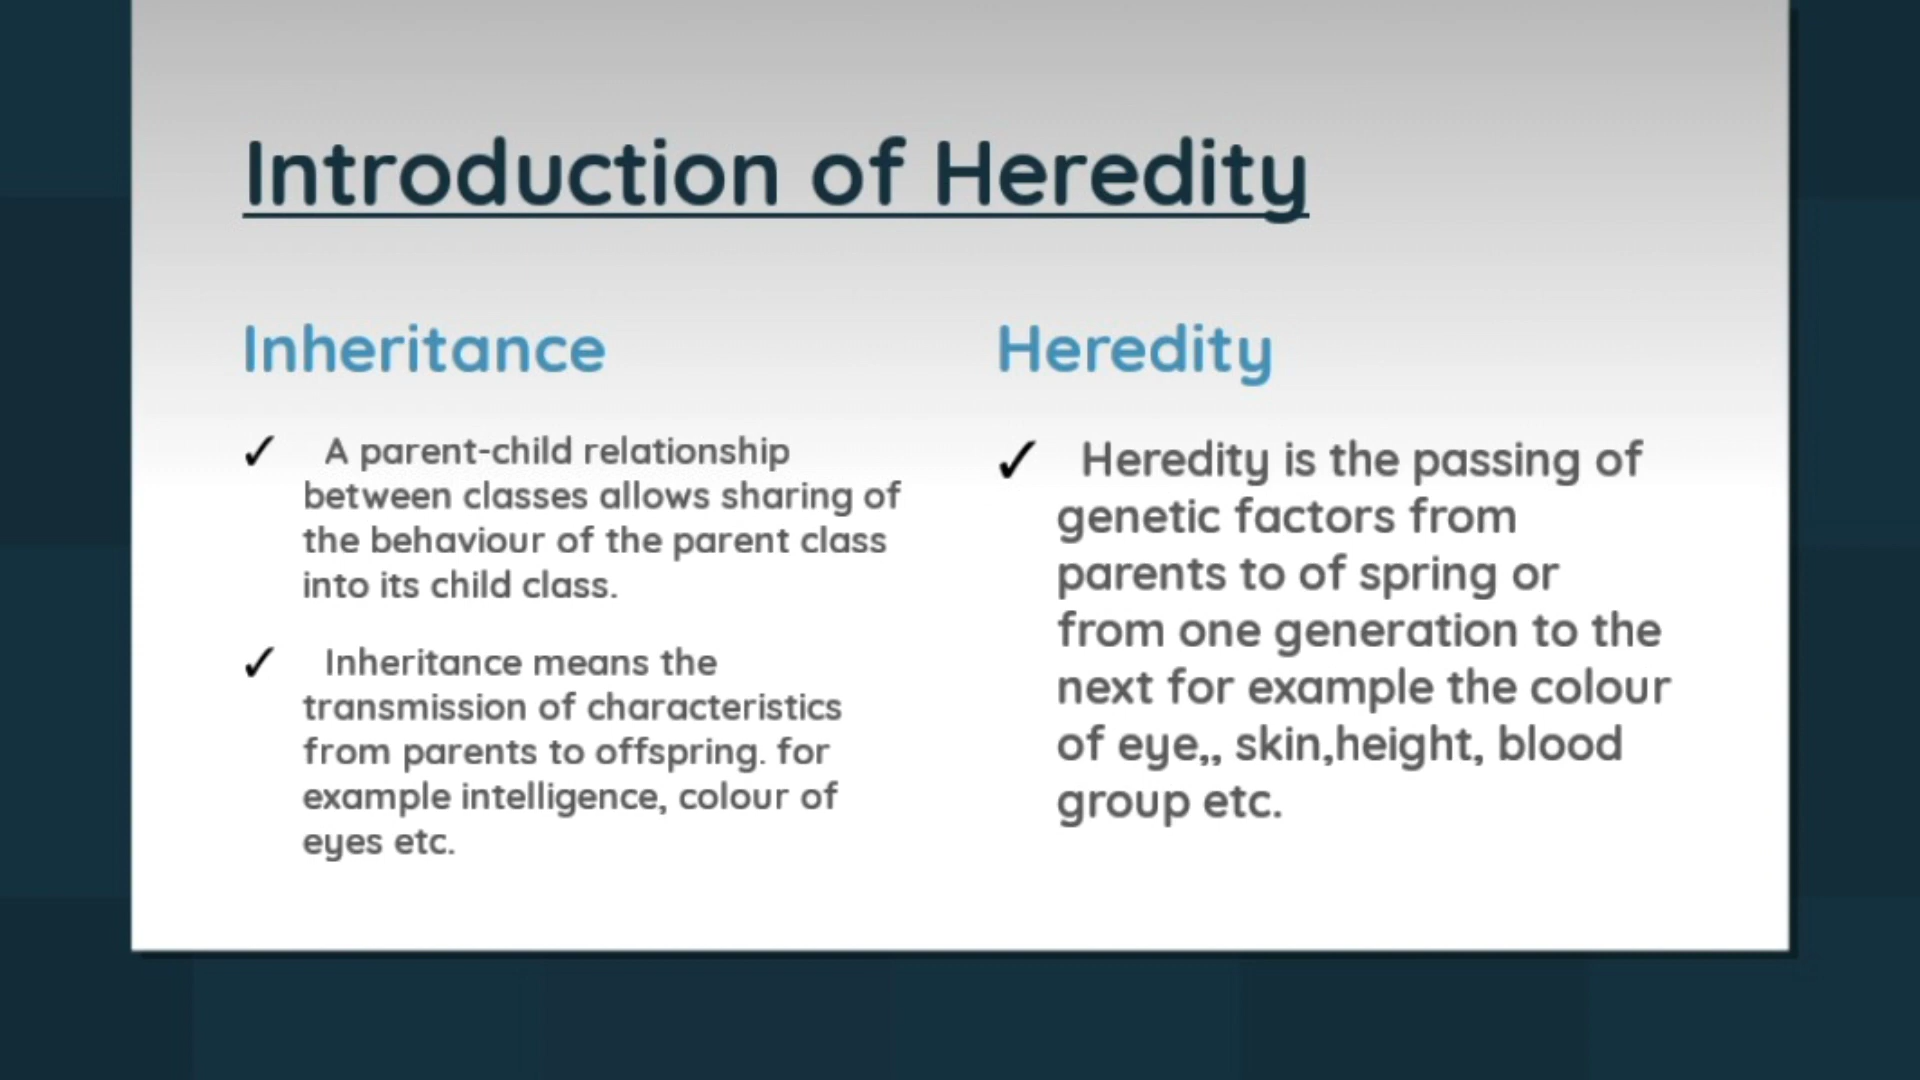 Introduction of Heredity
Inheritance
✓ A parent-child relationship
between classes allows sharing of
the behaviour of the parent class
into its child class.
✓ Inheritance means the
transmission of characteristics
from parents to offspring. for
example intelligence, colour of
eyes etc.
Heredity
✓ Heredity is the passing of
genetic factors from
parents to of spring or
from one generation to the
next for example the colour
of eye,, skin,height, blood
group etc.